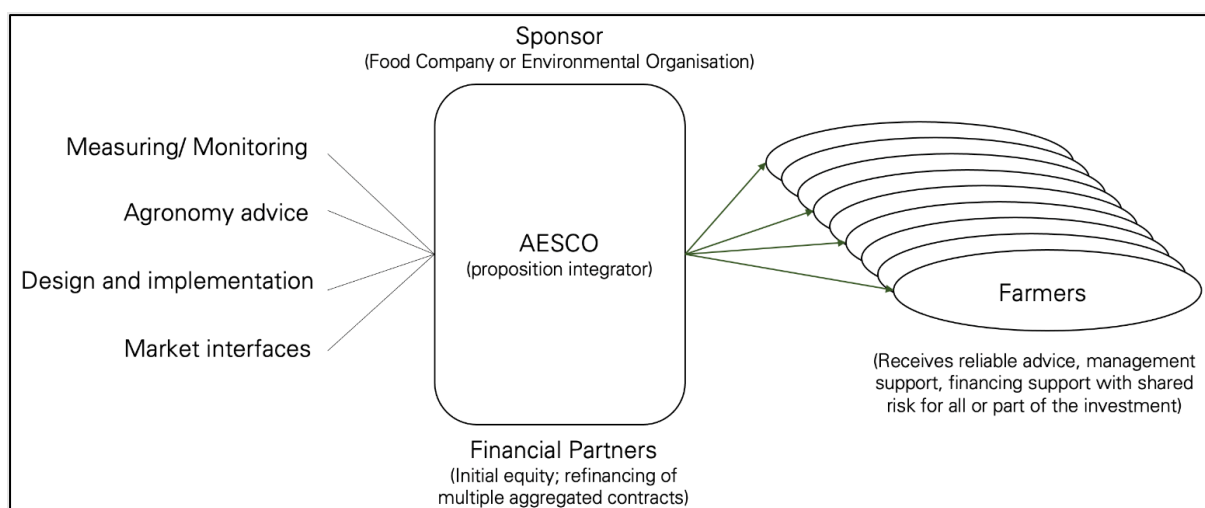 Sponsor
(Food Company or Environmental Organisation)
Measuring/ Monitoring
Agronomy advice
Design and implementation
Market interfaces
AESCO
(proposition integrator)
Farmers
(Receives reliable advice, management
support, financing support with shared
risk for all or part of the investment)
Financial Partners
(Initial equity; refinancing of
multiple aggregated contracts)